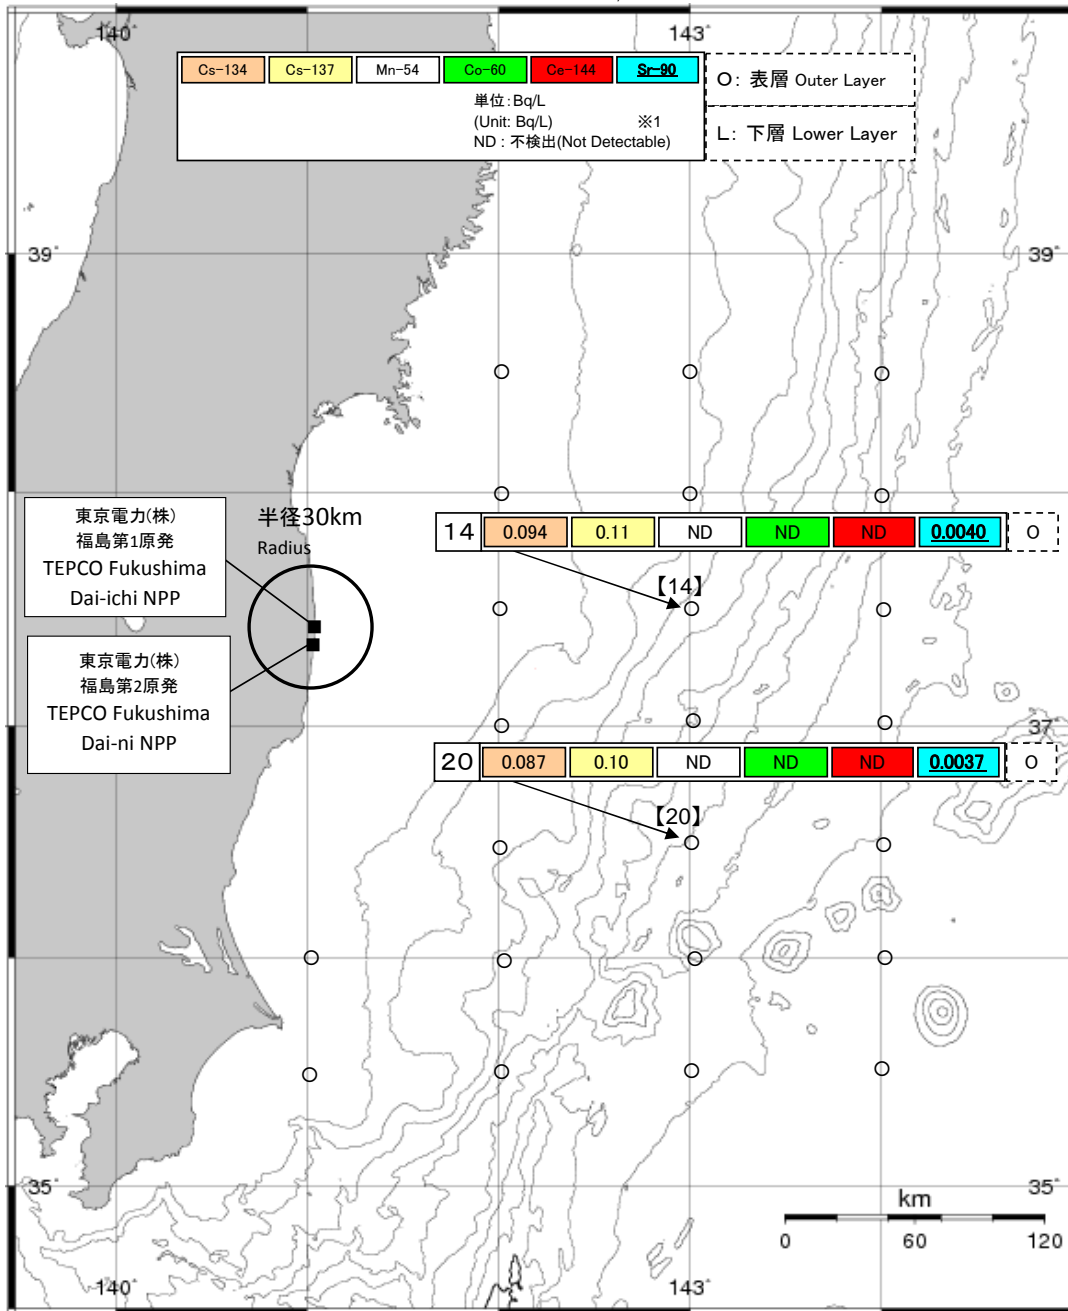 140°
143°
Cs-134 Cs-137 Mn-54 Co-60 Ce-144 Sr-90
単位:Bq/L
(Unit: Bq/L) ※1
ND : 不検出(Not Detectable)
O: 表層 Outer Layer
L: 下層 Lower Layer
39°
39°
東京電力(株)
福島第1原発
TEPCO Fukushima
Dai-ichi NPP
半径30km
Radius
14 0.094 0.11 ND ND ND 0.0040 O
【14】
東京電力(株)
福島第2原発
TEPCO Fukushima
Dai-ni NPP
37°
20 0.087 0.10 ND ND ND 0.0037 O
【20】
35°
35°
km
0 60 120
140°
143°